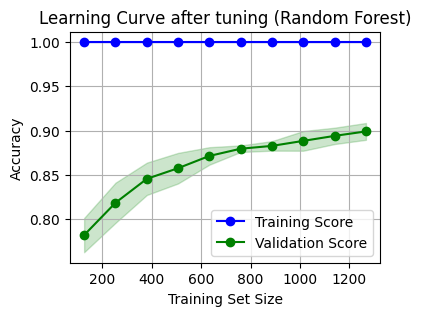 Learning Curve after tuning (Random Forest)
1.00
0.95
0.90
0.85
0.80
Accuracy
Training Score
Validation Score
200 400 600 800 1000 1200
Training Set Size